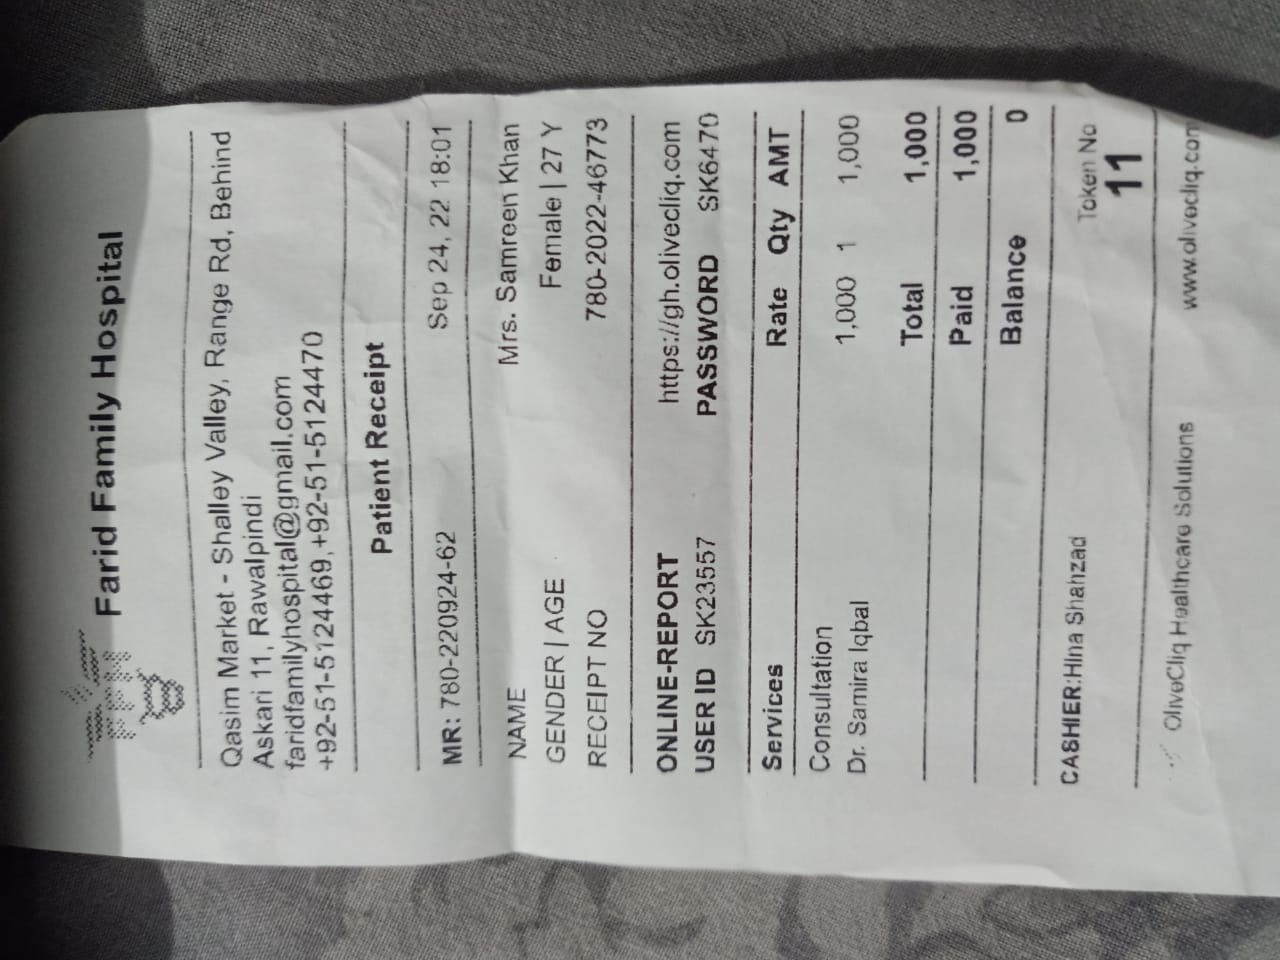 Farid Family Hospital
Qasim Market - Shalley Valley, Range Rd, Behind
Askari 11, Rawalpindi
faridfamilyhospital@gmail.com
+92-51-5124469,+92-51-5124470
Patient Receipt
MR: 780-220924-62 Sep 24, 22 18:01
NAME Mrs. Samreen Khan
GENDER | AGE Female | 27 Y
RECEIPT NO 780-2022-46773
ONLINE-REPORT https://gh.olivecliq.com
USER ID SK23557 PASSWORD SK6470
Services Rate Qty AMT
Consultation 1,000 1 1,000
Dr. Samira Iqbal
Total 1,000
Paid 1,000
Balance 0
CASHIER:Hina Shahzad Token No
11
OliveCliq Healthcare Solutions www.olivecliq.com